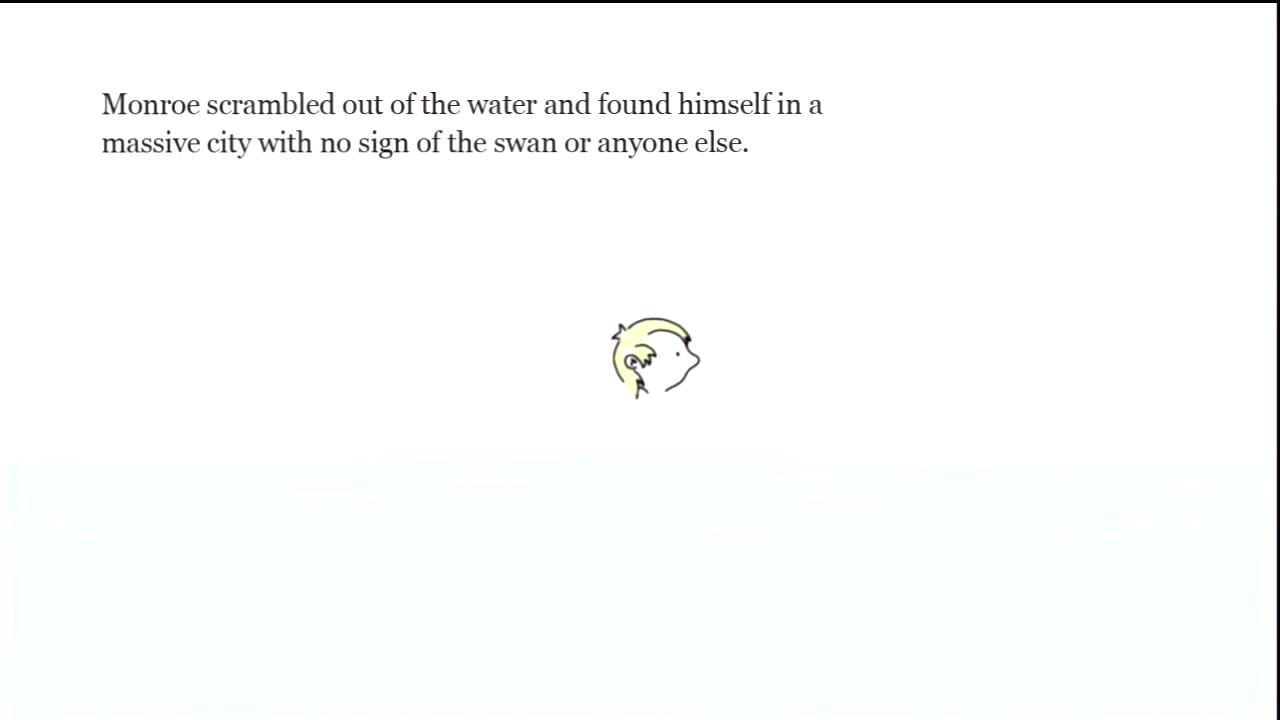 Monroe scrambled out of the water and found himself in a
massive city with no sign of the swan or anyone else.